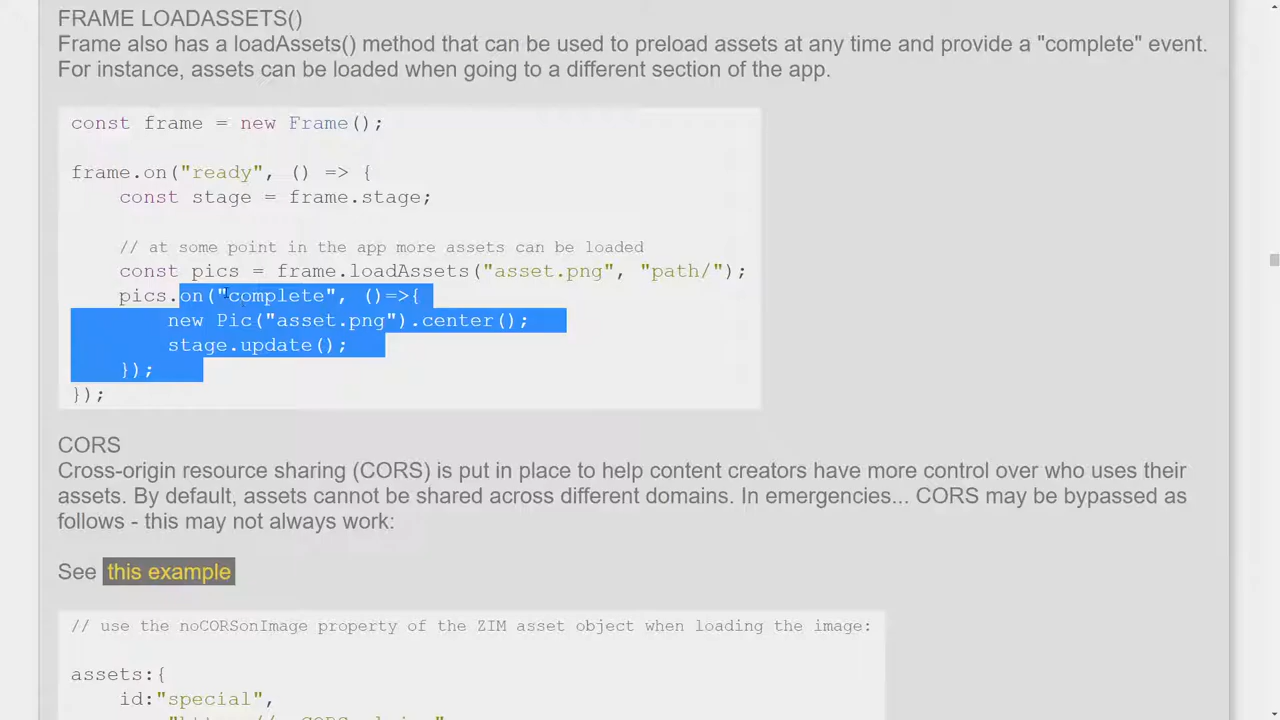 FRAME LOADASSETS()
Frame also has a loadAssets() method that can be used to preload assets at any time and provide a "complete" event.
For instance, assets can be loaded when going to a different section of the app.
const frame = new Frame();
frame.on("ready", () => {
const stage = frame.stage;
// at some point in the app more assets can be loaded
const pics = frame.loadAssets("asset.png", "path/");
pics.on("complete", ()=>{
new Pic("asset.png").center();
stage.update();
});
});
CORS
Cross-origin resource sharing (CORS) is put in place to help content creators have more control over who uses their
assets. By default, assets cannot be shared across different domains. In emergencies... CORS may be bypassed as
follows - this may not always work:
See this example
// use the noCORSonImage property of the ZIM asset object when loading the image:
assets:{
id:"special",